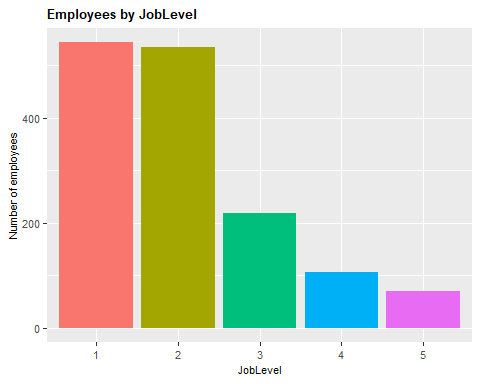 Employees by JobLevel
Number of employees
400
200
0
1 2 3 4 5
JobLevel